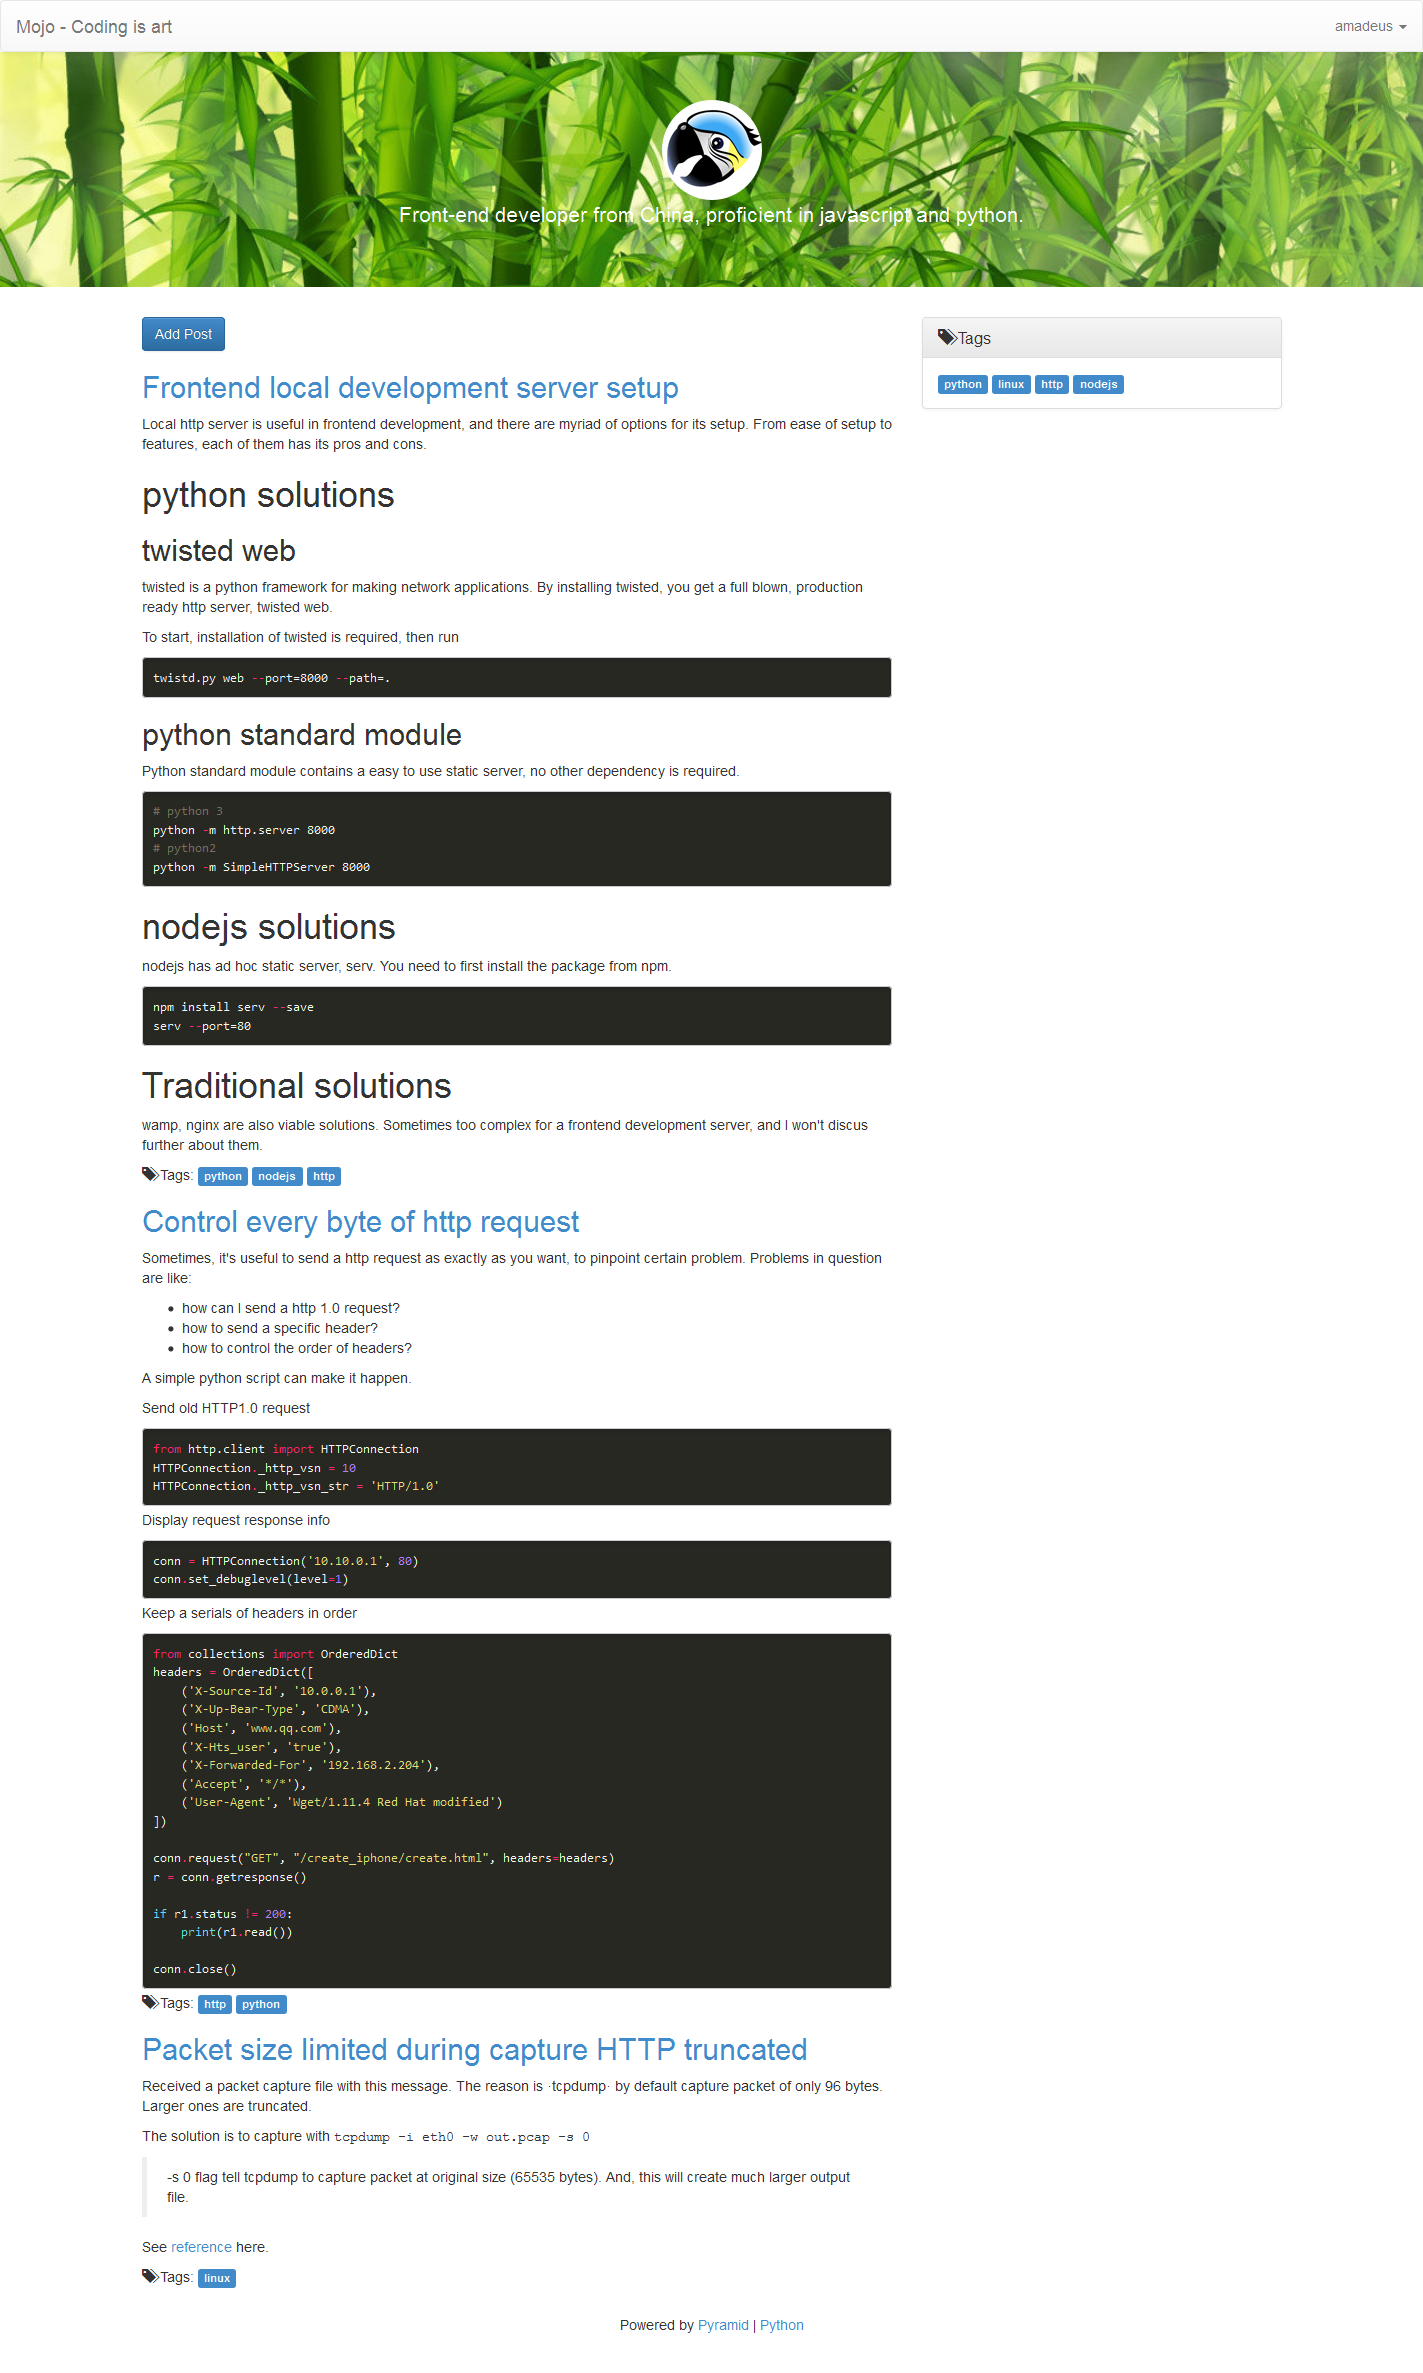 Mojo - Coding is art
amadeus
Front-end developer from China, proficient in javascript and python.
Add Post
Frontend local development server setup
Local http server is useful in frontend development, and there are myriad of options for its setup. From ease of setup to
features, each of them has its pros and cons.
python solutions
twisted web
twisted is a python framework for making network applications. By installing twisted, you get a full blown, production
ready http server, twisted web.
To start, installation of twisted is required, then run
twistd.py web --port=8000 --path=.
python standard module
Python standard module contains a easy to use static server, no other dependency is required.
# python 3
python -m http.server 8000
# python2
python -m SimpleHTTPServer 8000
nodejs solutions
nodejs has ad hoc static server, serv. You need to first install the package from npm.
npm install serv --save
serv --port=80
Traditional solutions
wamp, nginx are also viable solutions. Sometimes too complex for a frontend development server, and I won't discus
further about them.
Tags: python nodejs http
Control every byte of http request
Sometimes, it's useful to send a http request as exactly as you want, to pinpoint certain problem. Problems in question
are like:
• how can I send a http 1.0 request?
• how to send a specific header?
• how to control the order of headers?
A simple python script can make it happen.
Send old HTTP1.0 request
from http.client import HTTPConnection
HTTPConnection._http_vsn = 10
HTTPConnection._http_vsn_str = 'HTTP/1.0'
Display request response info
conn = HTTPConnection('10.10.0.1', 80)
conn.set_debuglevel(level=1)
Keep a serials of headers in order
from collections import OrderedDict
headers = OrderedDict([
    ('X-Source-Id', '10.0.0.1'),
    ('X-Up-Bear-Type', 'CDMA'),
    ('Host', 'www.qq.com'),
    ('X-Hts_user', 'true'),
    ('X-Forwarded-For', '192.168.2.204'),
    ('Accept', '*/*'),
    ('User-Agent', 'Wget/1.11.4 Red Hat modified')
])
conn.request("GET", "/create_iphone/create.html", headers=headers)
r = conn.getresponse()
if r1.status != 200:
    print(r1.read())
conn.close()
Tags: http python
Packet size limited during capture HTTP truncated
Received a packet capture file with this message. The reason is ·tcpdump· by default capture packet of only 96 bytes.
Larger ones are truncated.
The solution is to capture with tcpdump -i eth0 -w out.pcap -s 0
-s 0 flag tell tcpdump to capture packet at original size (65535 bytes). And, this will create much larger output
file.
See reference here.
Tags: linux
Tags
python linux http nodejs
Powered by Pyramid | Python